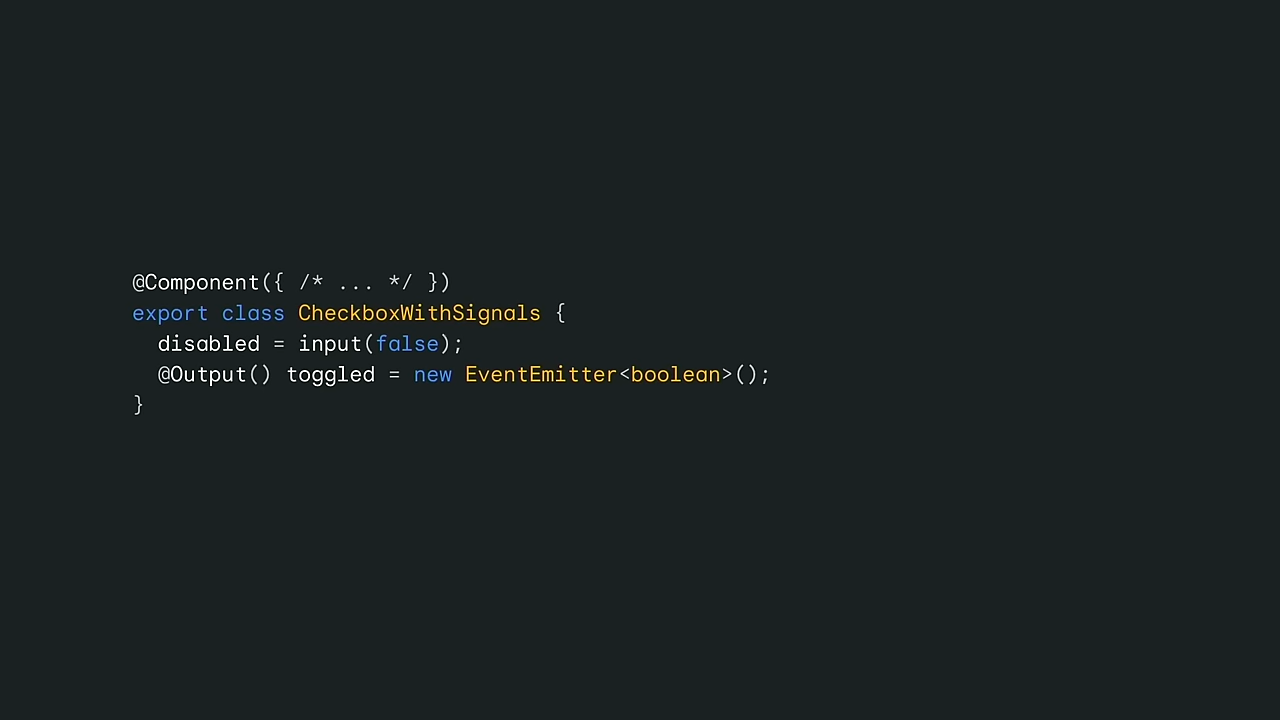 @Component({ /* ... */ })
export class CheckboxWithSignals {
  disabled = input(false);
  @Output() toggled = new EventEmitter<boolean>();
}